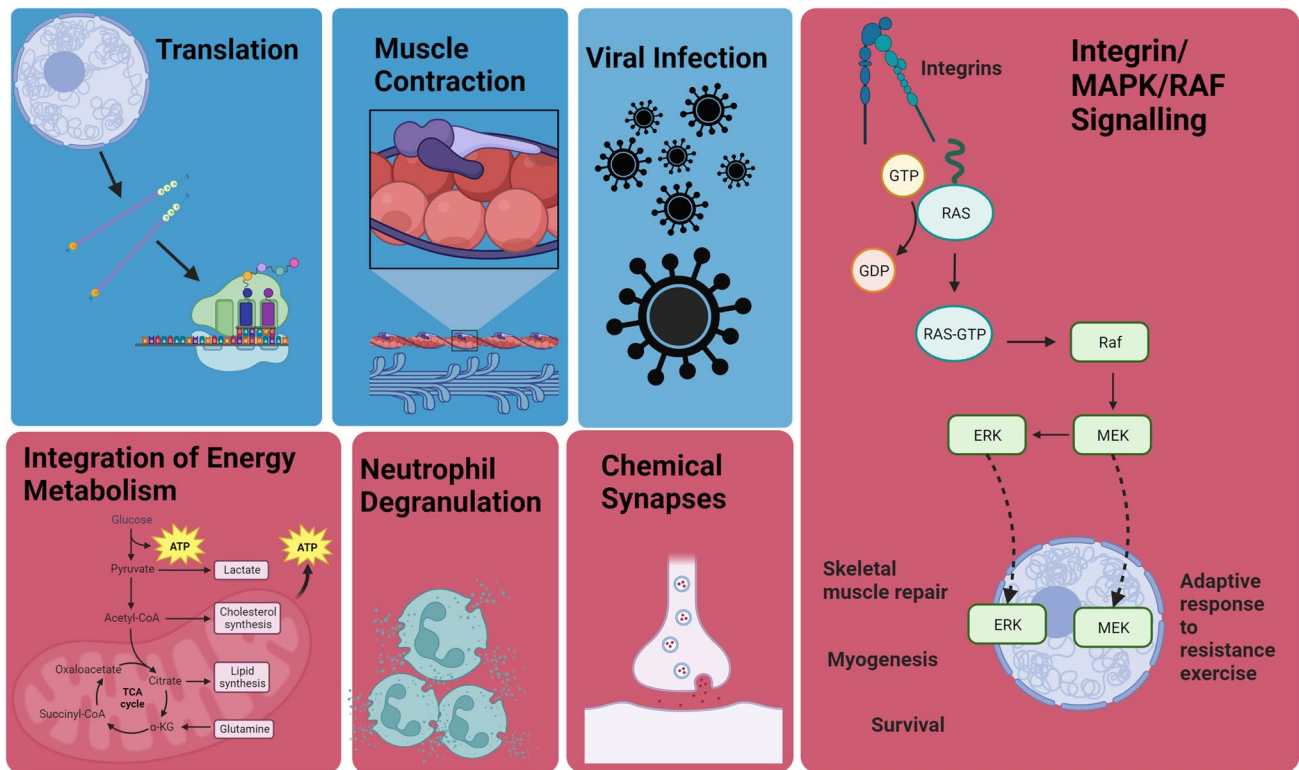 Translation
Muscle
Contraction
Viral Infection
Integrin/
MAPK/RAF
Signalling
Integrins
GTP
RAS
GDP
RAS-GTP
Raf
ERK
MEK
Skeletal
muscle repair
ERK
MEK
Adaptive
response
to
resistance
exercise
Myogenesis
Survival
Integration of Energy
Metabolism
Glucose
ATP
ATP
Pyruvate
Lactate
Acetyl-CoA
Cholesterol
synthesis
Oxaloacetate
Citrate
Lipid
synthesis
TCA
cycle
Succinyl-CoA
α-KG
Glutamine
Neutrophil
Degranulation
Chemical
Synapses